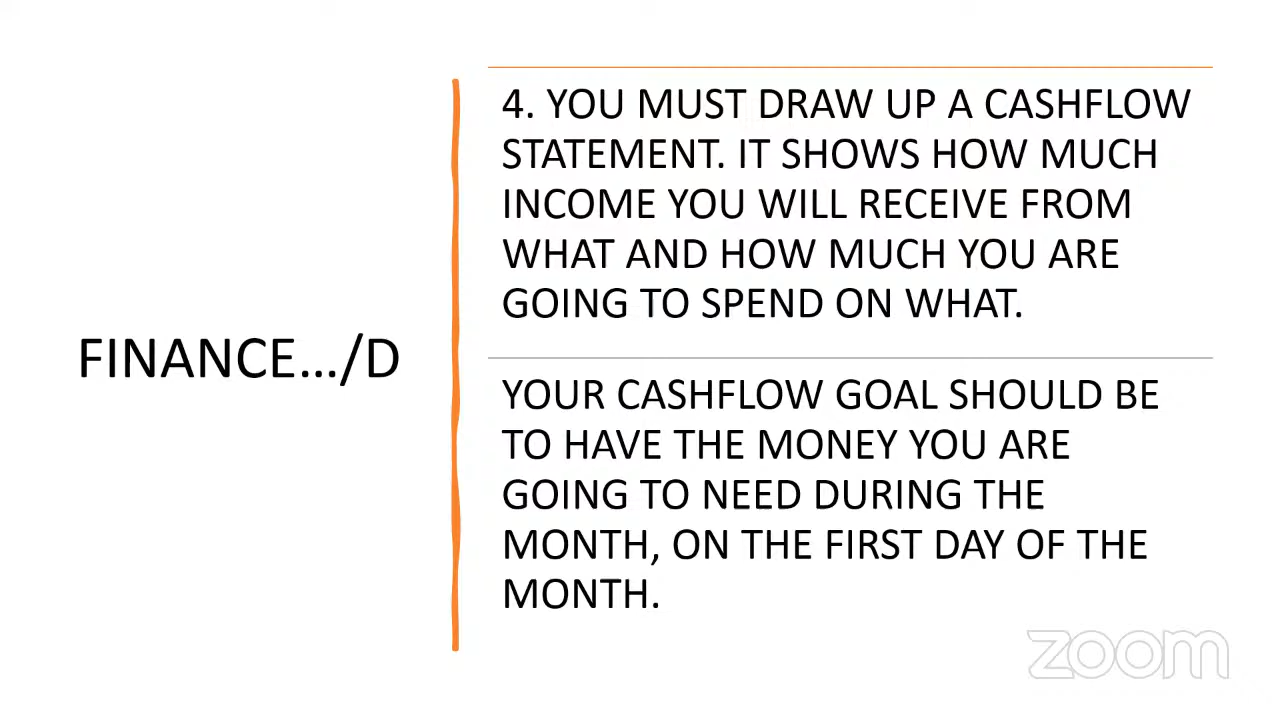 FINANCE.../D
4. YOU MUST DRAW UP A CASHFLOW
STATEMENT. IT SHOWS HOW MUCH
INCOME YOU WILL RECEIVE FROM
WHAT AND HOW MUCH YOU ARE
GOING TO SPEND ON WHAT.
YOUR CASHFLOW GOAL SHOULD BE
TO HAVE THE MONEY YOU ARE
GOING TO NEED DURING THE
MONTH, ON THE FIRST DAY OF THE
MONTH.
zoom